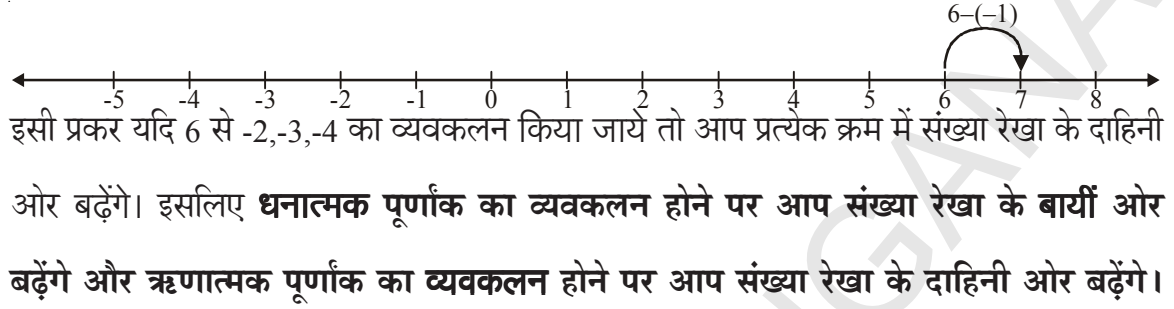 6–(–1)
-5 -4 -3 -2 -1 0 1 2 3 4 5 6 7 8
इसी प्रकर यदि 6 से -2,-3,-4 का व्यवकलन किया जाये तो आप प्रत्येक क्रम में संख्या रेखा के दाहिनी
ओर बढ़ेंगे। इसलिए धनात्मक पूर्णांक का व्यवकलन होने पर आप संख्या रेखा के बायीं ओर
बढ़ेंगे और ऋणात्मक पूर्णांक का व्यवकलन होने पर आप संख्या रेखा के दाहिनी ओर बढ़ेंगे।